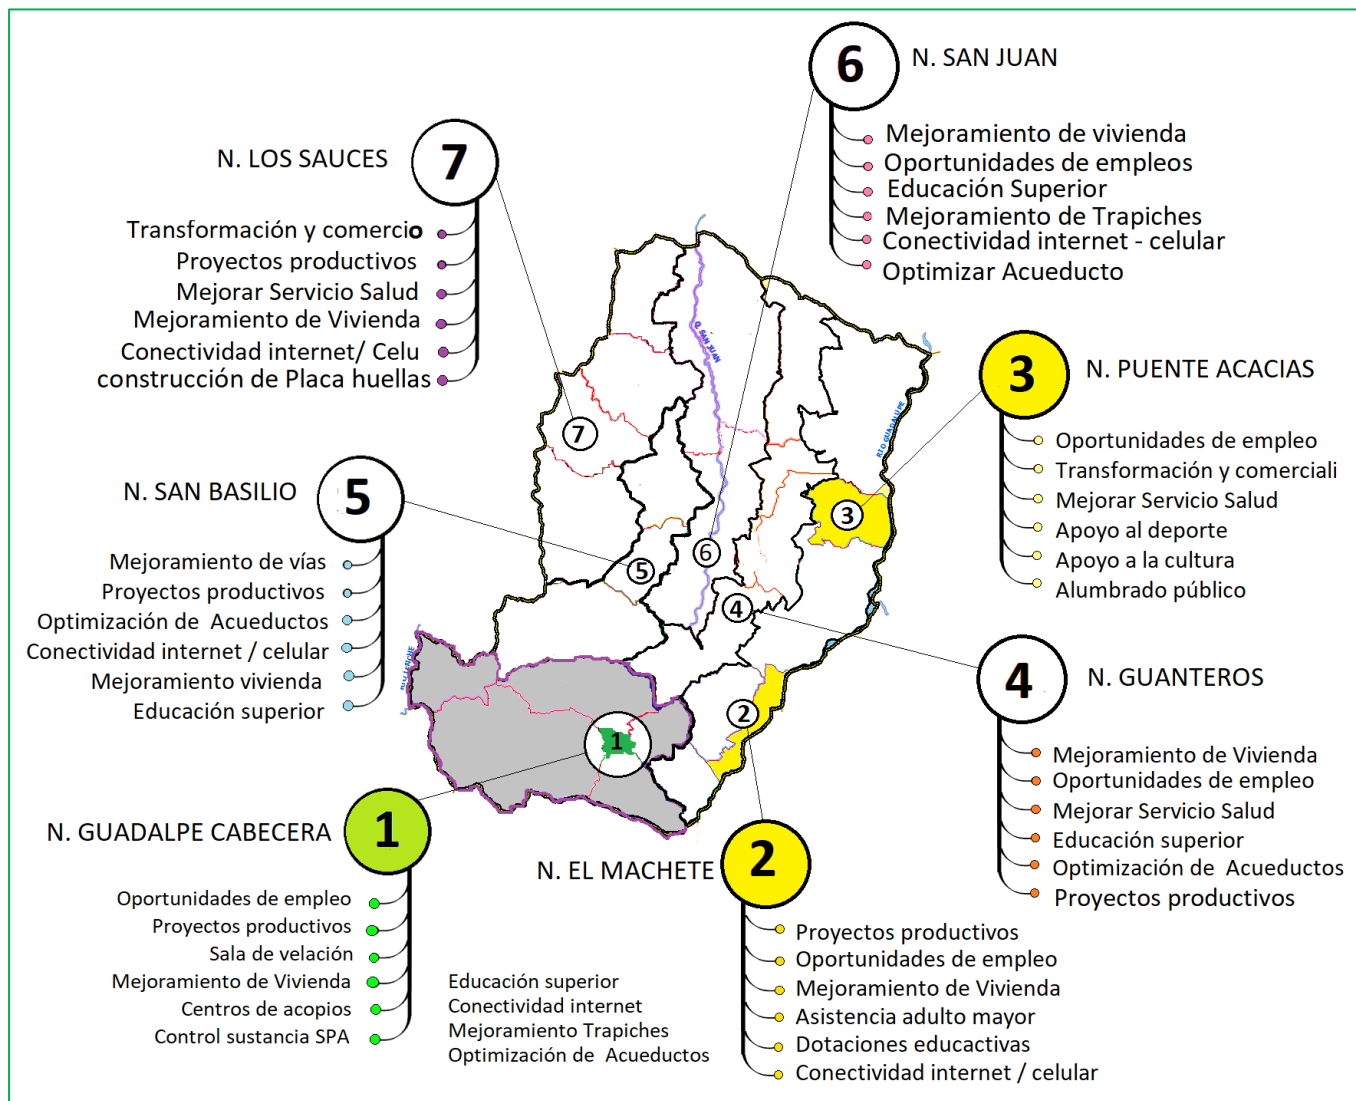 6
N. SAN JUAN
Mejoramiento de vivienda
Oportunidades de empleos
Educación Superior
Mejoramiento de Trapiches
Conectividad internet - celular
Optimizar Acueducto
7
N. LOS SAUCES
Transformación y comercio
Proyectos productivos
Mejorar Servicio Salud
Mejoramiento de Vivienda
Conectividad internet/ Celu
construcción de Placa huellas
3
N. PUENTE ACACIAS
Oportunidades de empleo
Transformación y comerciali
Mejorar Servicio Salud
Apoyo al deporte
Apoyo a la cultura
Alumbrado público
5
N. SAN BASILIO
Mejoramiento de vías
Proyectos productivos
Optimización de Acueductos
Conectividad internet / celular
Mejoramiento vivienda
Educación superior
Q. SAN JUAN
RIO GUADALUPE
7
3
6
5
4
2
1
4
N. GUANTEROS
Mejoramiento de Vivienda
Oportunidades de empleo
Mejorar Servicio Salud
Educación superior
Optimización de Acueductos
Proyectos productivos
1
N. GUADALPE CABECERA
Oportunidades de empleo
Proyectos productivos
Sala de velación
Mejoramiento de Vivienda
Centros de acopios
Control sustancia SPA
Educación superior
Conectividad internet
Mejoramiento Trapiches
Optimización de Acueductos
2
N. EL MACHETE
Proyectos productivos
Oportunidades de empleo
Mejoramiento de Vivienda
Asistencia adulto mayor
Dotaciones educactivas
Conectividad internet / celular